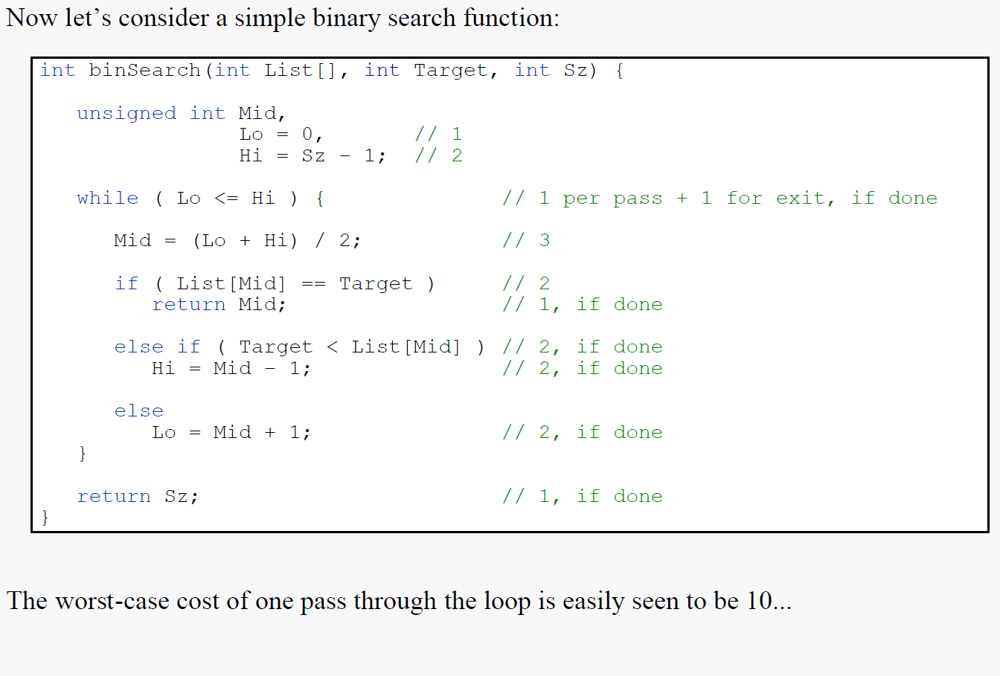 Now let’s consider a simple binary search function:
int binSearch(int List[], int Target, int Sz) {
unsigned int Mid,
Lo = 0, // 1
Hi = Sz - 1; // 2
while ( Lo <= Hi ) { // 1 per pass + 1 for exit, if done
Mid = (Lo + Hi) / 2; // 3
if ( List[Mid] == Target ) // 2
return Mid; // 1, if done
else if ( Target < List[Mid] ) // 2, if done
Hi = Mid - 1; // 2, if done
else
Lo = Mid + 1; // 2, if done
}
return Sz; // 1, if done
}
The worst-case cost of one pass through the loop is easily seen to be 10...